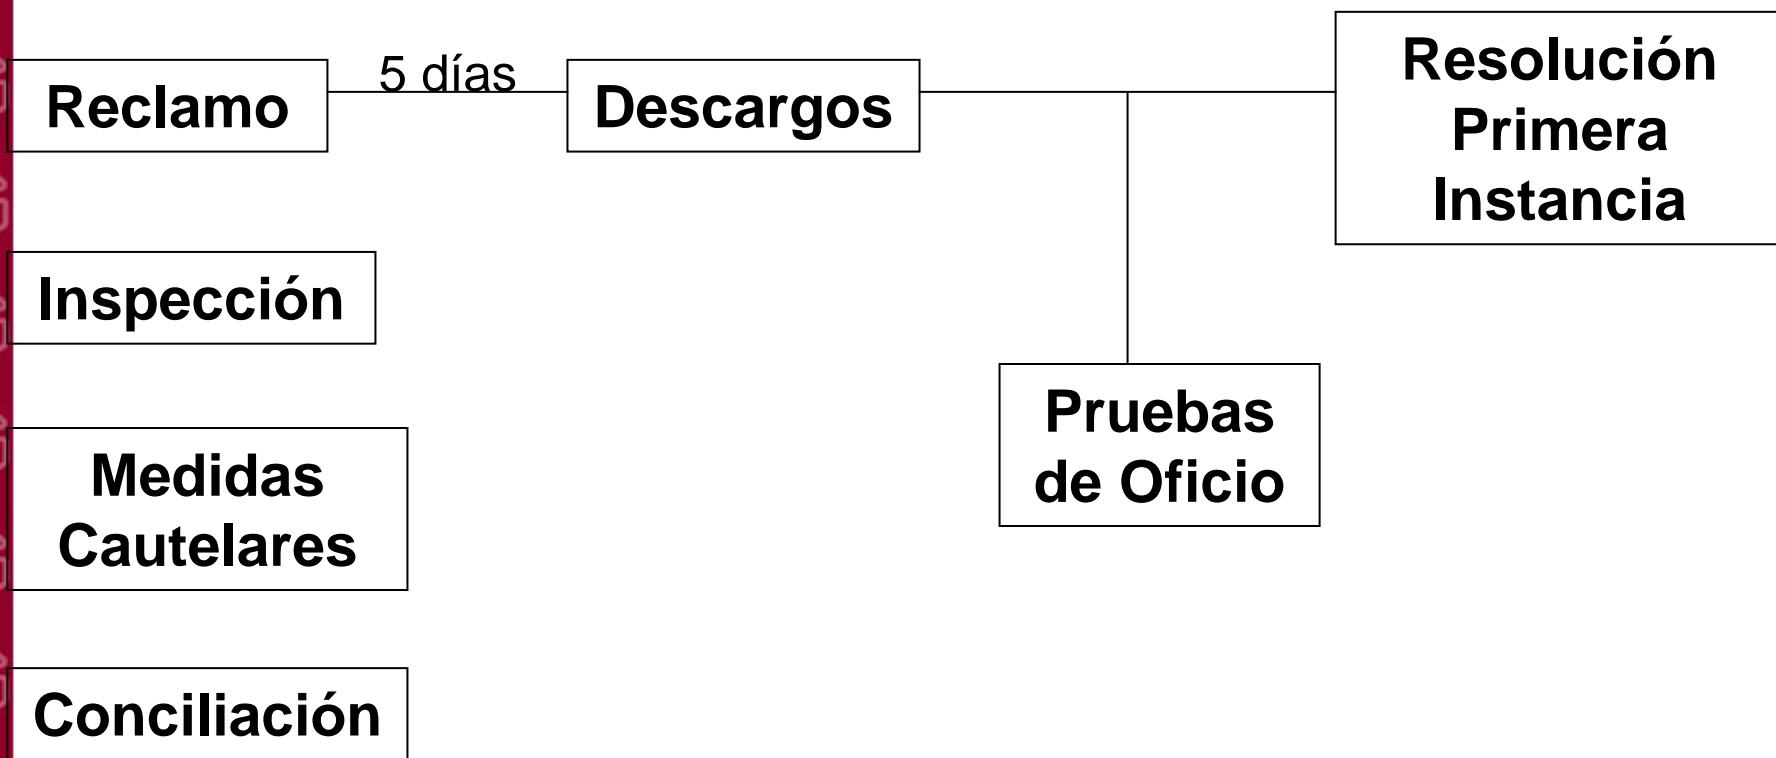 Reclamo
5 días
Descargos
Resolución
Primera
Instancia
Inspección
Pruebas
de Oficio
Medidas
Cautelares
Conciliación